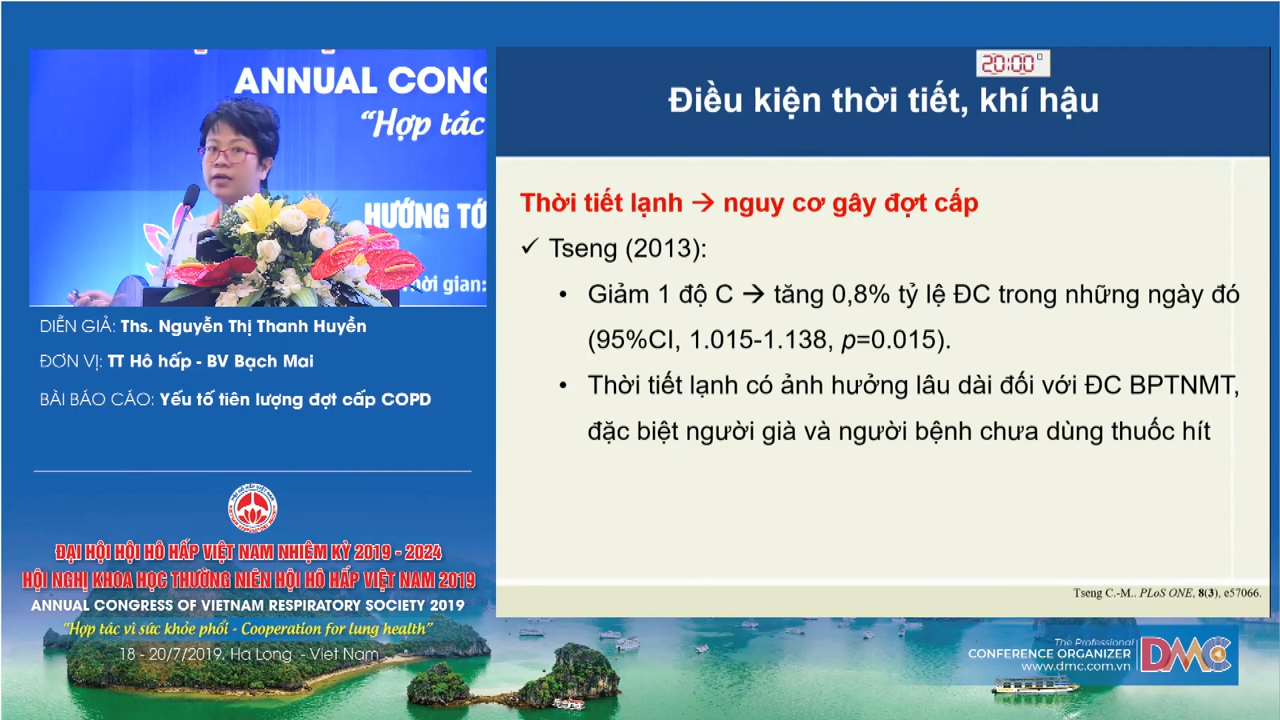 ANNUAL CONG
“Hợp tác
HƯỚNG TỚ
hời gian:
DIỄN GIẢ: Ths. Nguyễn Thị Thanh Huyền
ĐƠN VỊ: TT Hô hấp - BV Bạch Mai
BÀI BÁO CÁO: Yếu tố tiên lượng đợt cấp COPD
ĐẠI HỘI HỘI HÔ HẤP VIỆT NAM NHIỆM KỲ 2019 - 2024
HỘI NGHỊ KHOA HỌC THƯỜNG NIÊN HỘI HÔ HẤP VIỆT NAM 2019
ANNUAL CONGRESS OF VIETNAM RESPIRATORY SOCIETY 2019
“Hợp tác vì sức khỏe phổi - Cooperation for lung health”
18 - 20/7/2019. Ha Long - Viet Nam
20:00
Điều kiện thời tiết, khí hậu
Thời tiết lạnh → nguy cơ gây đợt cấp
✓ Tseng (2013):
• Giảm 1 độ C → tăng 0,8% tỷ lệ ĐC trong những ngày đó
(95%CI, 1.015-1.138, p=0.015).
• Thời tiết lạnh có ảnh hưởng lâu dài đối với ĐC BPTNMT,
đặc biệt người già và người bệnh chưa dùng thuốc hít
Tseng C.-M.. PLoS ONE, 8(3), e57066.
The Professional
CONFERENCE ORGANIZER
www.dmc.com.vn
DMC